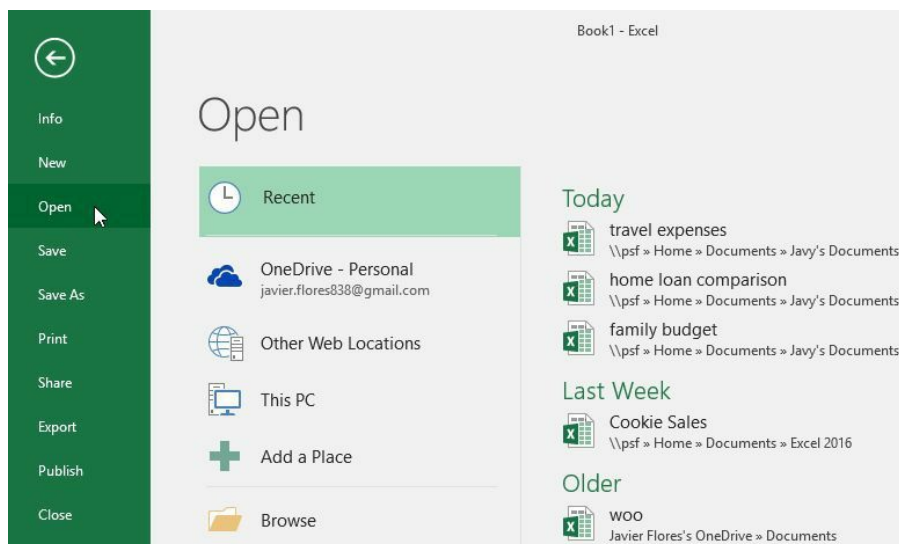 Book1 - Excel
Info
New
Open
Save
Save As
Print
Share
Export
Publish
Close
Open
Recent
OneDrive - Personal
javier.flores838@gmail.com
Other Web Locations
This PC
Add a Place
Browse
Today
travel expenses
\\psf » Home » Documents » Javy's Documents
home loan comparison
\\psf » Home » Documents » Javy's Documents
family budget
\\psf » Home » Documents » Javy's Documents
Last Week
Cookie Sales
\\psf » Home » Documents » Excel 2016
Older
woo
Javier Flores's OneDrive » Documents